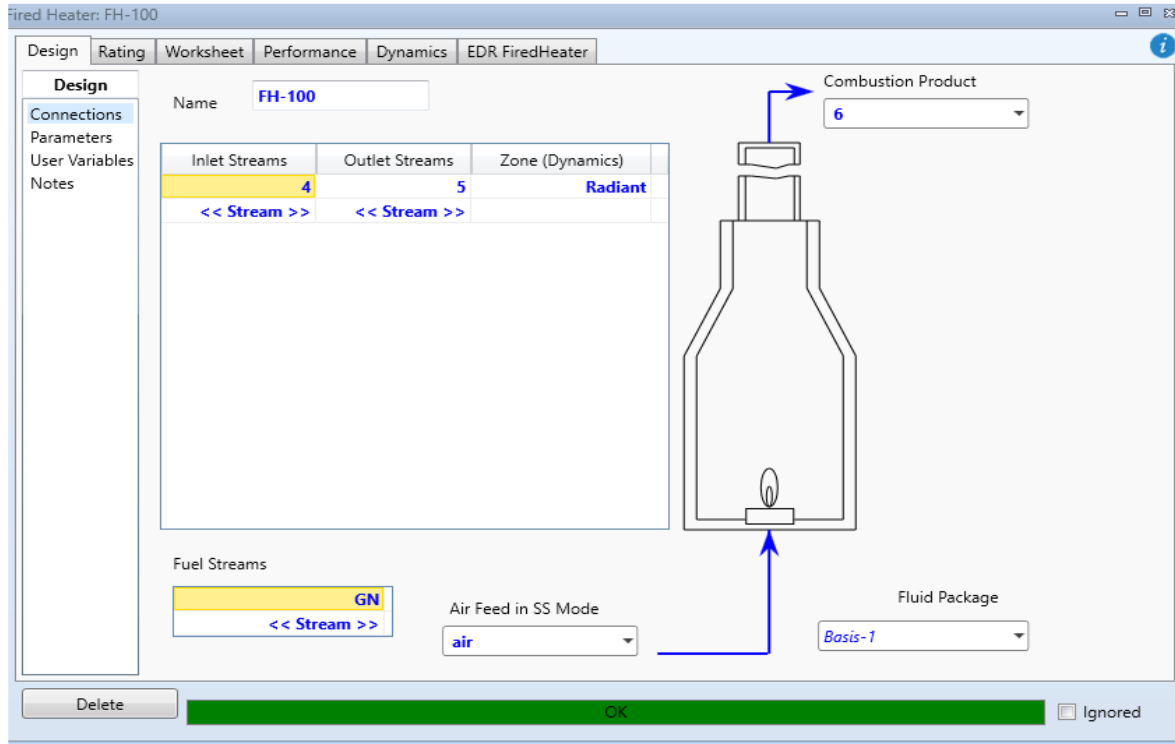 Fired Heater: FH-100
Design Rating Worksheet Performance Dynamics EDR FiredHeater
Design
Connections
Parameters
User Variables
Notes
Name FH-100
Combustion Product
6
Inlet Streams Outlet Streams Zone (Dynamics)
4 5 Radiant
<< Stream >> << Stream >>
Fuel Streams
GN
<< Stream >>
Air Feed in SS Mode
air
Fluid Package
Basis-1
Delete OK Ignored